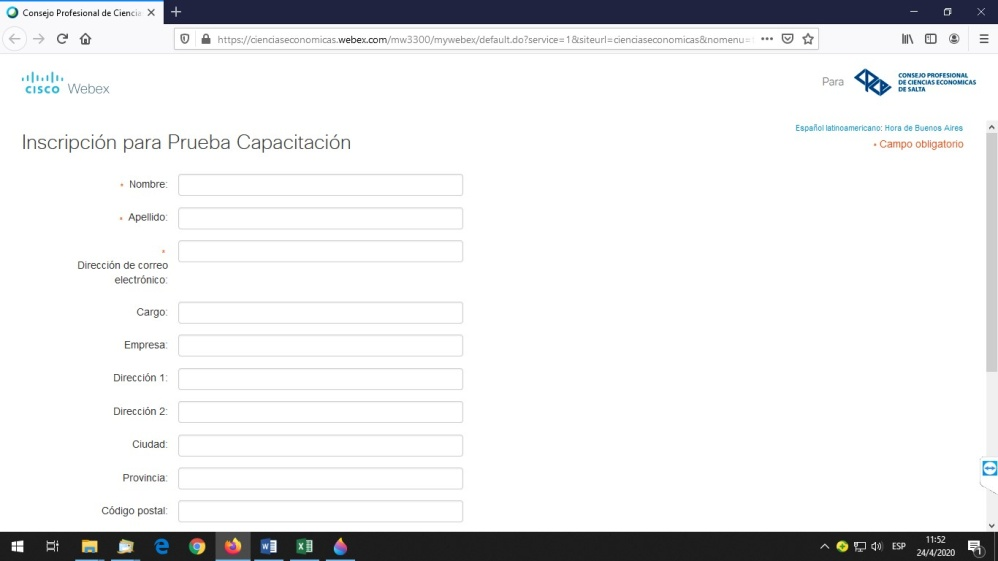 Consejo Profesional de Ciencia
https://cienciaseconomicas.webex.com/mw3300/mywebex/default.do?service=1&siteurl=cienciaseconomicas&nomenu=
CISCO Webex
Para
CONSEJO PROFESIONAL
DE CIENCIAS ECONOMICAS
DE SALTA
Español latinoamericano: Hora de Buenos Aires
Inscripción para Prueba Capacitación
• Campo obligatorio
• Nombre:
• Apellido:
•
Dirección de correo
electrónico:
Cargo:
Empresa:
Dirección 1:
Dirección 2:
Ciudad:
Provincia:
Código postal:
ESP
11:52
24/4/2020
1